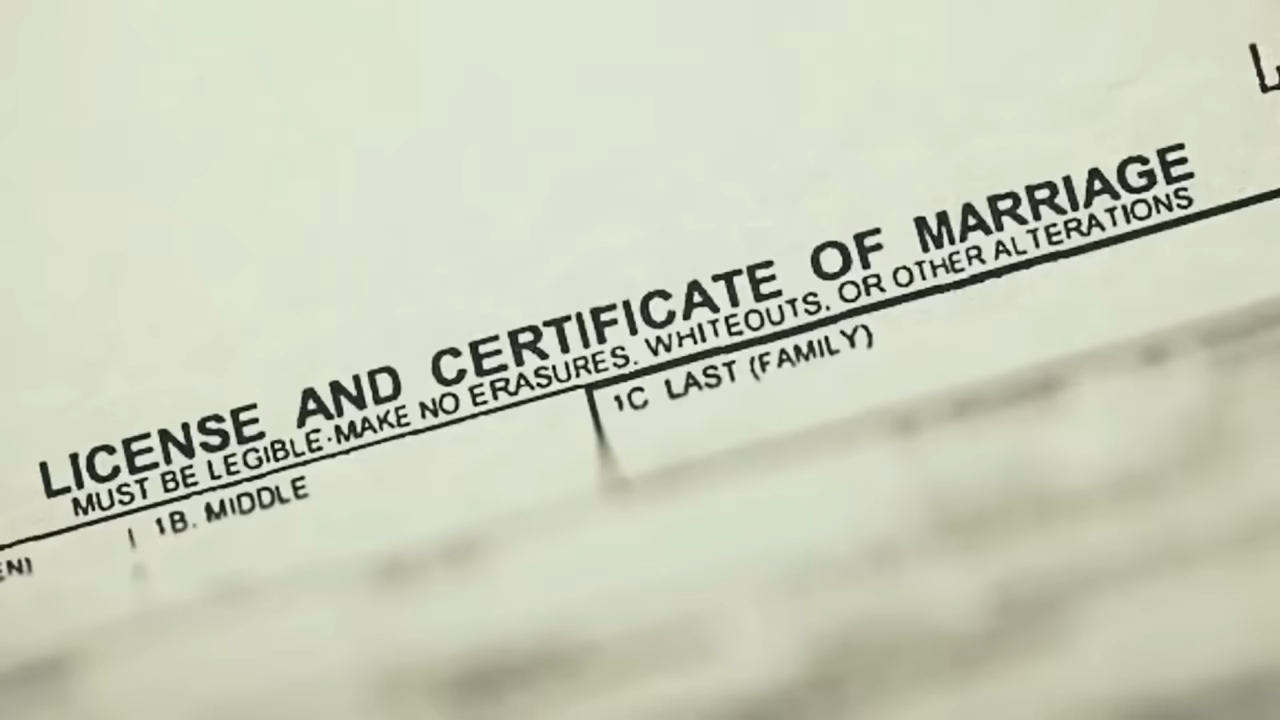 L
LICENSE AND CERTIFICATE OF MARRIAGE
MUST BE LEGIBLE-MAKE NO ERASURES, WHITEOUTS, OR OTHER ALTERATIONS
EN)
1B. MIDDLE
1C LAST (FAMILY)